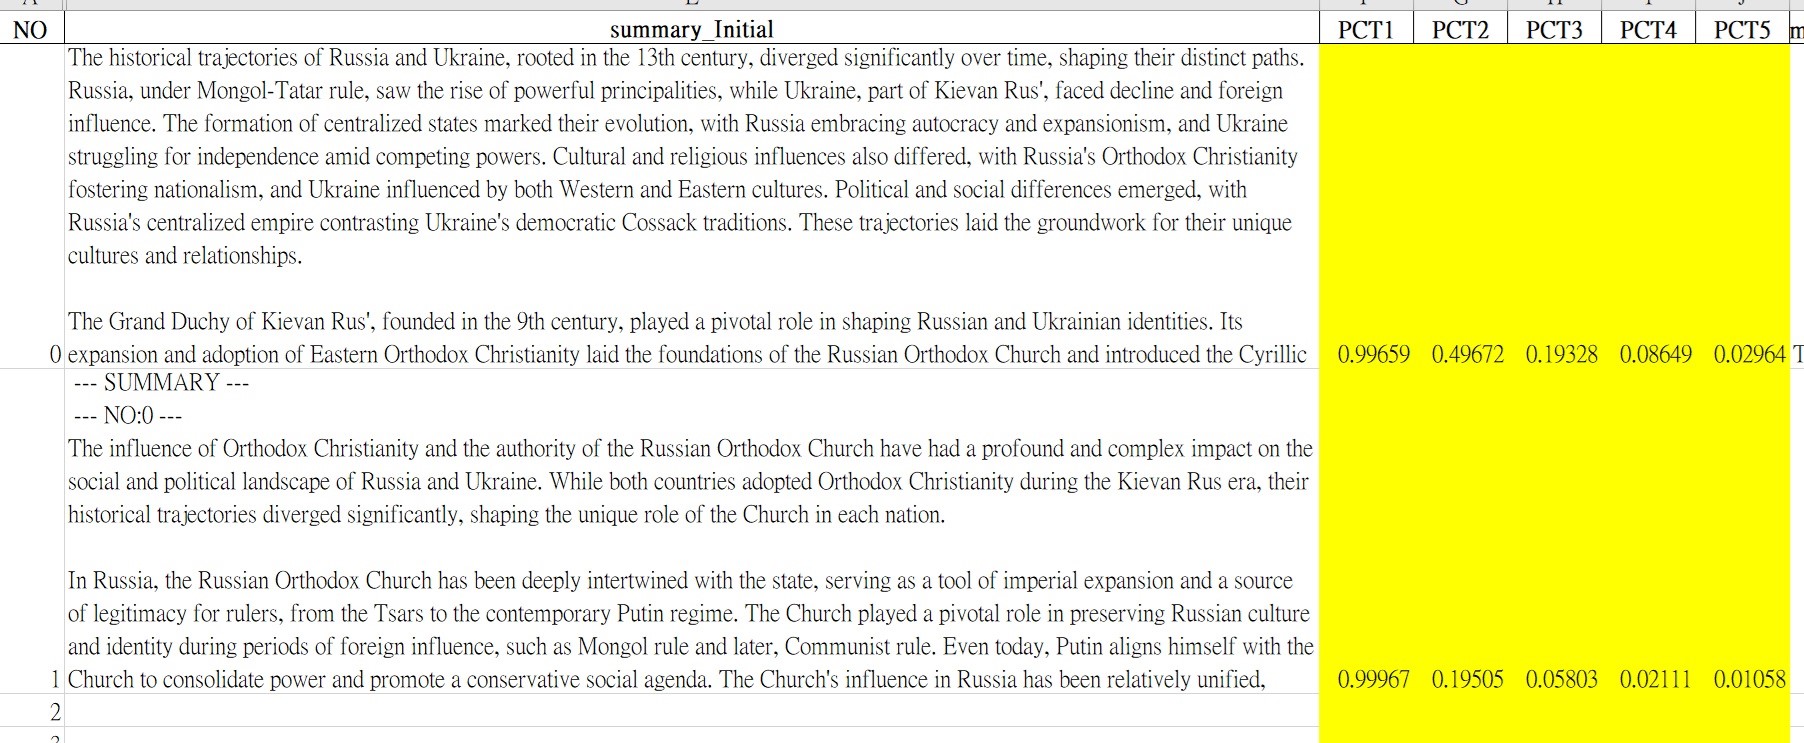 NO summary_Initial PCT1 PCT2 PCT3 PCT4 PCT5
The historical trajectories of Russia and Ukraine, rooted in the 13th century, diverged significantly over time, shaping their distinct paths.
Russia, under Mongol-Tatar rule, saw the rise of powerful principalities, while Ukraine, part of Kievan Rus', faced decline and foreign
influence. The formation of centralized states marked their evolution, with Russia embracing autocracy and expansionism, and Ukraine
struggling for independence amid competing powers. Cultural and religious influences also differed, with Russia's Orthodox Christianity
fostering nationalism, and Ukraine influenced by both Western and Eastern cultures. Political and social differences emerged, with
Russia's centralized empire contrasting Ukraine's democratic Cossack traditions. These trajectories laid the groundwork for their unique
cultures and relationships.
The Grand Duchy of Kievan Rus', founded in the 9th century, played a pivotal role in shaping Russian and Ukrainian identities. Its
0 expansion and adoption of Eastern Orthodox Christianity laid the foundations of the Russian Orthodox Church and introduced the Cyrillic 0.99659 0.49672 0.19328 0.08649 0.02964 T
--- SUMMARY ---
--- NO:0 ---
The influence of Orthodox Christianity and the authority of the Russian Orthodox Church have had a profound and complex impact on the
social and political landscape of Russia and Ukraine. While both countries adopted Orthodox Christianity during the Kievan Rus era, their
historical trajectories diverged significantly, shaping the unique role of the Church in each nation.
In Russia, the Russian Orthodox Church has been deeply intertwined with the state, serving as a tool of imperial expansion and a source
of legitimacy for rulers, from the Tsars to the contemporary Putin regime. The Church played a pivotal role in preserving Russian culture
and identity during periods of foreign influence, such as Mongol rule and later, Communist rule. Even today, Putin aligns himself with the
1 Church to consolidate power and promote a conservative social agenda. The Church's influence in Russia has been relatively unified, 0.99967 0.19505 0.05803 0.02111 0.01058
2